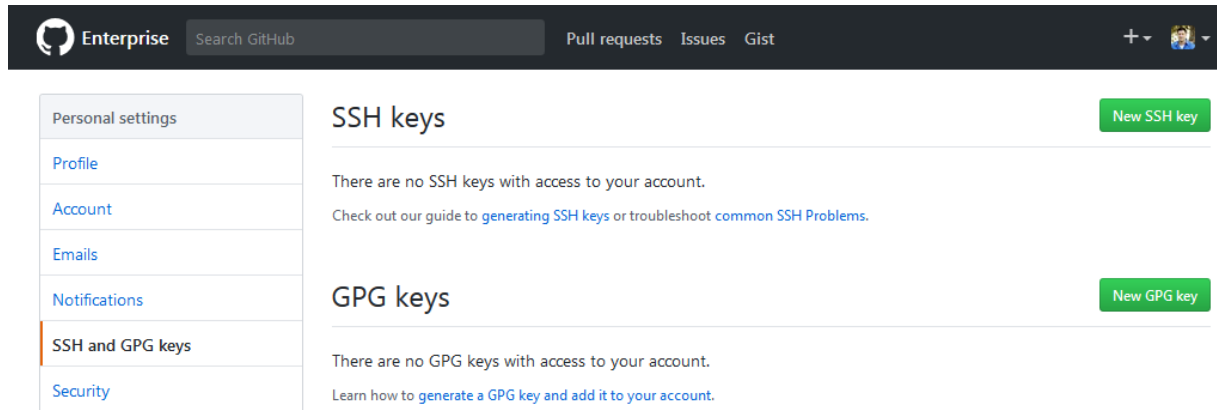 Enterprise Search GitHub Pull requests Issues Gist
Personal settings
Profile
Account
Emails
Notifications
SSH and GPG keys
Security
SSH keys
New SSH key
There are no SSH keys with access to your account.
Check out our guide to generating SSH keys or troubleshoot common SSH Problems.
GPG keys
New GPG key
There are no GPG keys with access to your account.
Learn how to generate a GPG key and add it to your account.